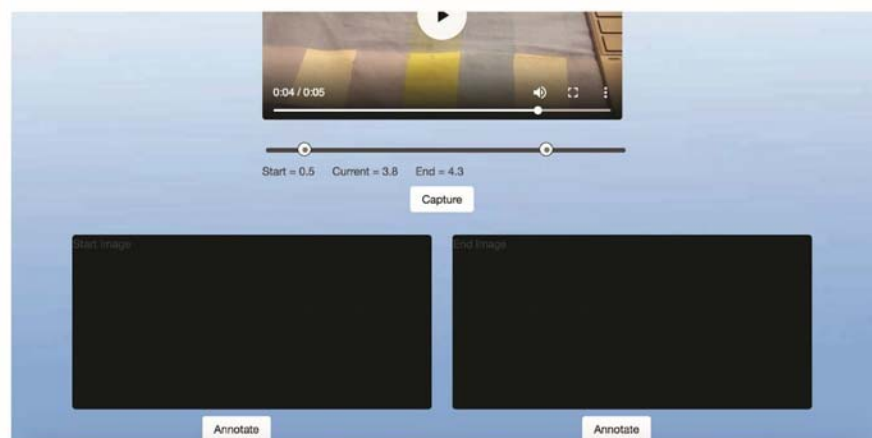 0:04 / 0:05
Start = 0.5 Current = 3.8 End = 4.3
Capture
Start Image
End Image
Annotate
Annotate